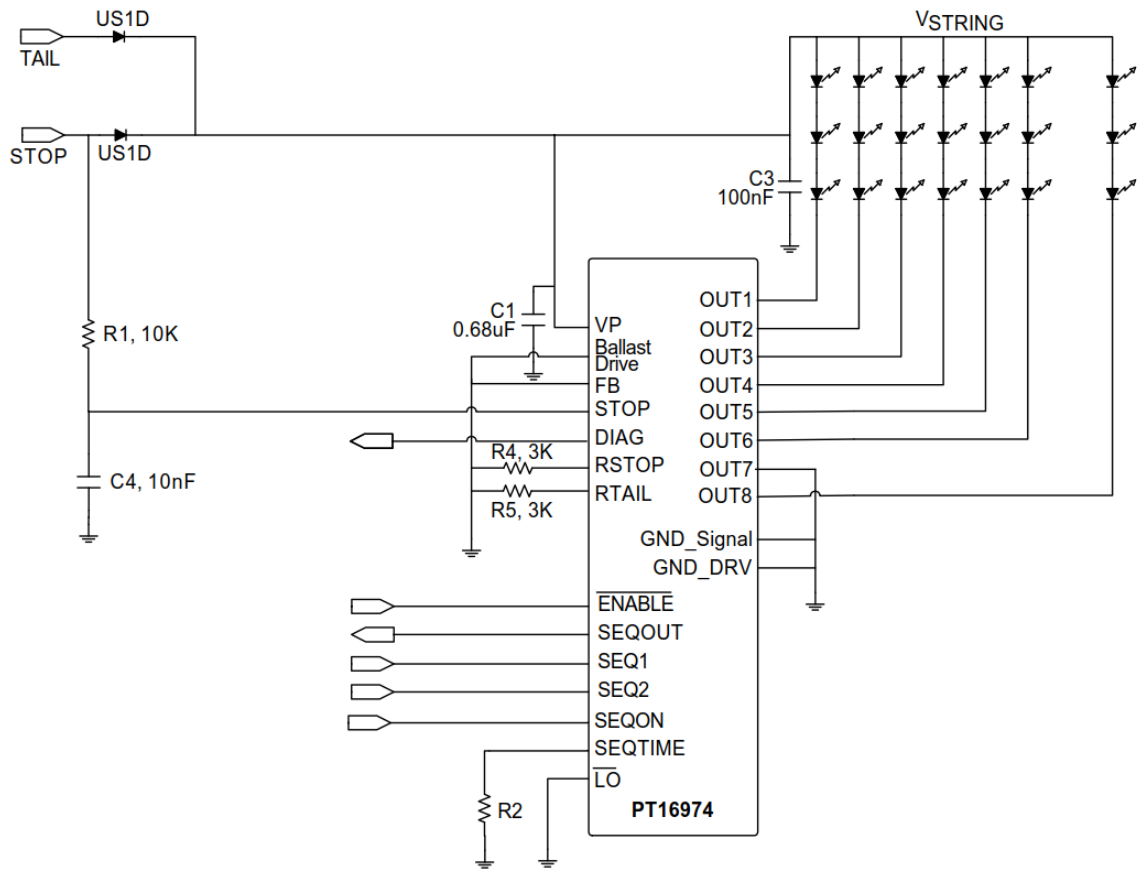 US1D
TAIL
STOP
US1D
VSTRING
C3
100nF
R1, 10K
C4, 10nF
C1
0.68uF
R4, 3K
R5, 3K
R2
VP
Ballast
Drive
FB
STOP
DIAG
RSTOP
RTAIL
ENABLE
SEQOUT
SEQ1
SEQ2
SEQON
SEQTIME
LO
OUT1
OUT2
OUT3
OUT4
OUT5
OUT6
OUT7
OUT8
GND_Signal
GND_DRV
PT16974